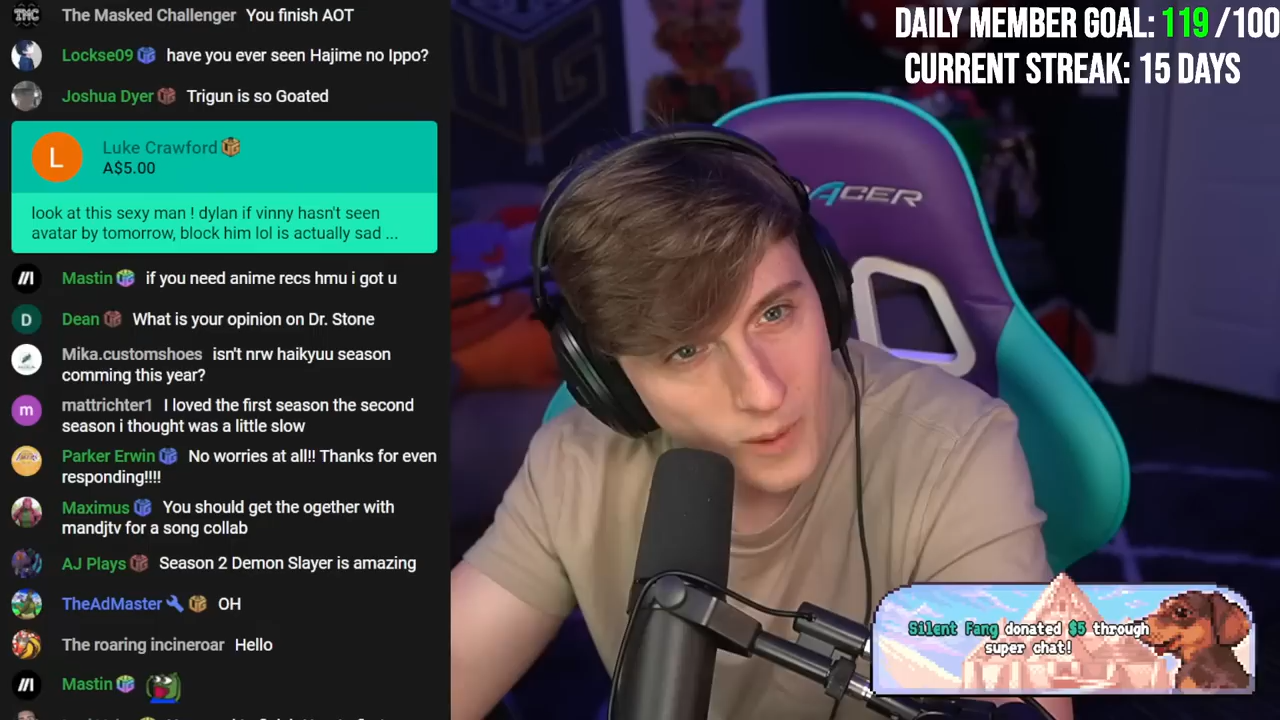 The Masked Challenger You finish AOT
Lockse09 have you ever seen Hajime no Ippo?
Joshua Dyer Trigun is so Goated
L
Luke Crawford
A$5.00
look at this sexy man ! dylan if vinny hasn't seen
avatar by tomorrow, block him lol is actually sad ...
Mastin if you need anime recs hmu i got u
D Dean What is your opinion on Dr. Stone
Mika.customshoes isn't nrw haikyuu season
comming this year?
m mattrichter1 I loved the first season the second
season i thought was a little slow
Parker Erwin No worries at all!! Thanks for even
responding!!!!
Maximus You should get the ogether with
mandjtv for a song collab
AJ Plays Season 2 Demon Slayer is amazing
TheAdMaster OH
The roaring incineroar Hello
Mastin
DAILY MEMBER GOAL: 119 /100
CURRENT STREAK: 15 DAYS
ACER
Silent Fang donated $5 through
super chat!